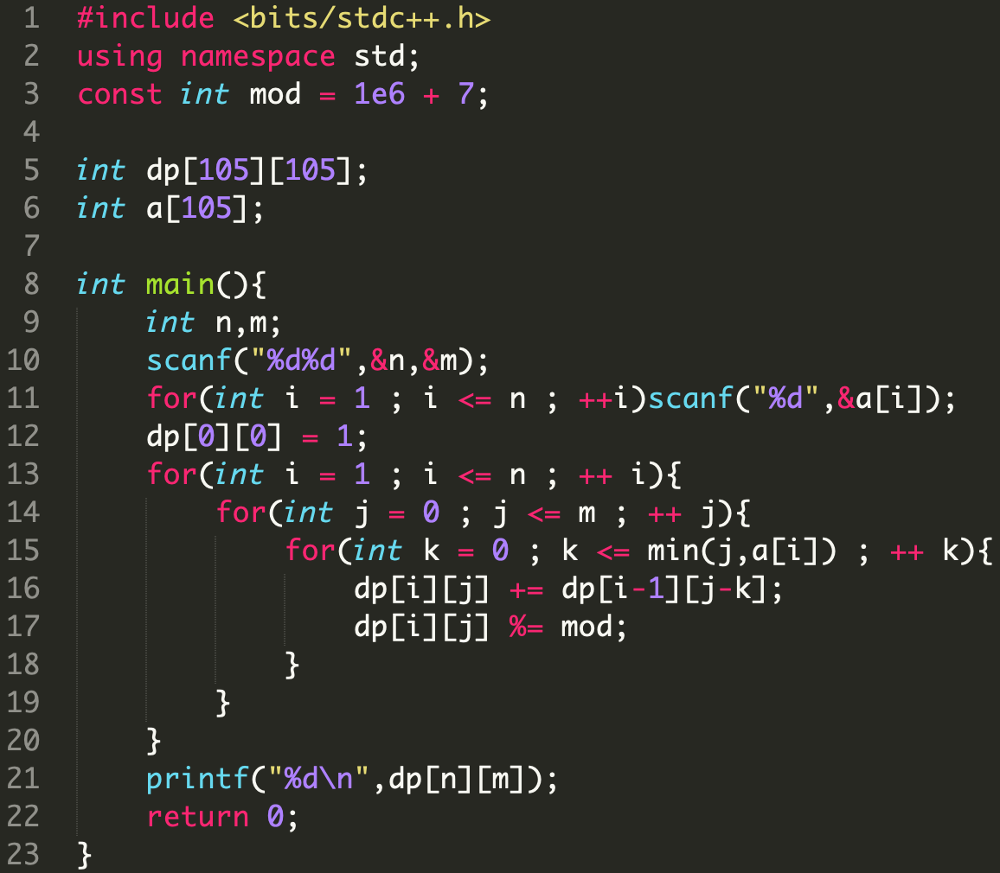 1 #include <bits/stdc++.h>
2 using namespace std;
3 const int mod = 1e6 + 7;
4
5 int dp[105][105];
6 int a[105];
7
8 int main(){
9     int n,m;
10     scanf("%d%d",&n,&m);
11     for(int i = 1 ; i <= n ; ++i)scanf("%d",&a[i]);
12     dp[0][0] = 1;
13     for(int i = 1 ; i <= n ; ++ i){
14         for(int j = 0 ; j <= m ; ++ j){
15             for(int k = 0 ; k <= min(j,a[i]) ; ++ k){
16                 dp[i][j] += dp[i-1][j-k];
17                 dp[i][j] %= mod;
18             }
19         }
20     }
21     printf("%d\n",dp[n][m]);
22     return 0;
23 }